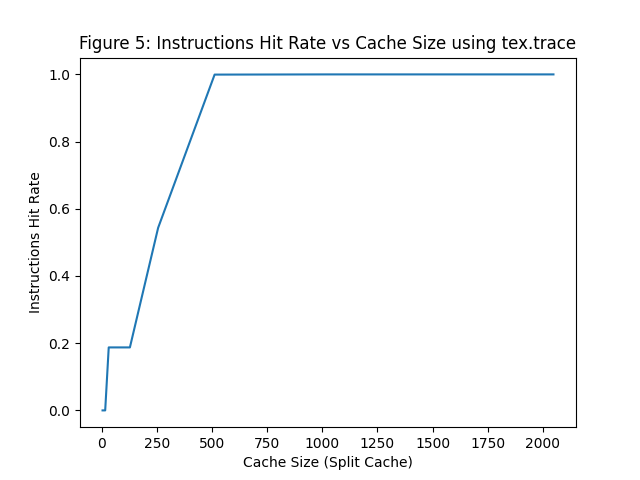 Figure 5: Instructions Hit Rate vs Cache Size using tex.trace
1.0
0.8
0.6
0.4
0.2
0.0
Instructions Hit Rate
0 250 500 750 1000 1250 1500 1750 2000
Cache Size (Split Cache)